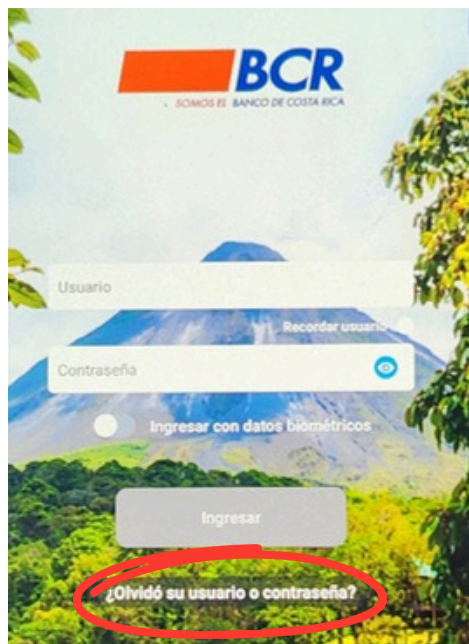 BCR
SOMOS EL BANCO DE COSTA RICA
Usuario
Recordar usuario
Contraseña
Ingresar con datos biométricos
Ingresar
¿Olvidó su usuario o contraseña?